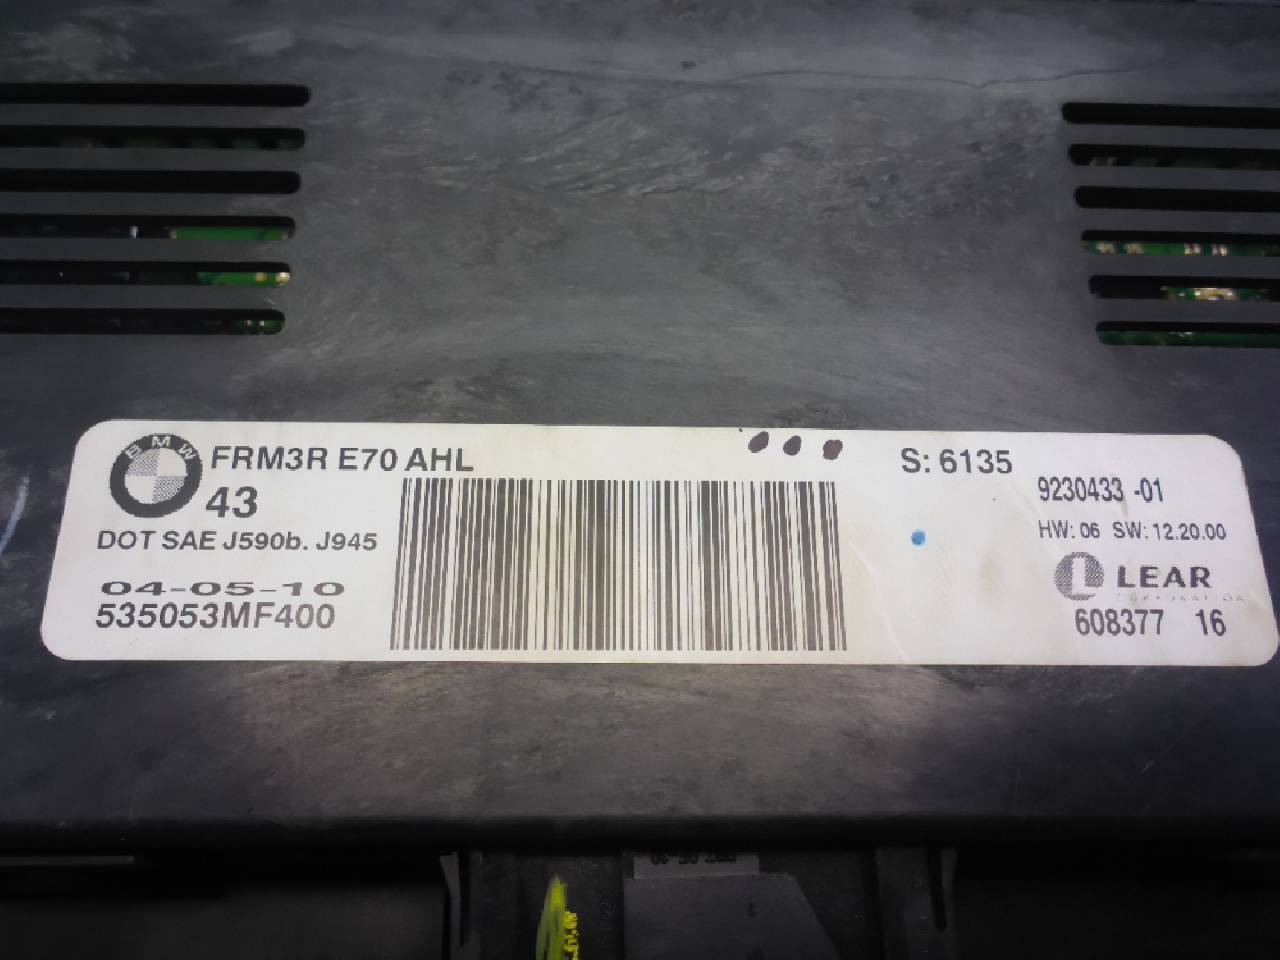 BMW
FRM3R E70 AHL
43
DOT SAE J590b. J945
04-05-10
535053MF400
S: 6135
9230433 -01
HW: 06 SW: 12.20.00
L LEAR
CORPORATION
608377 16